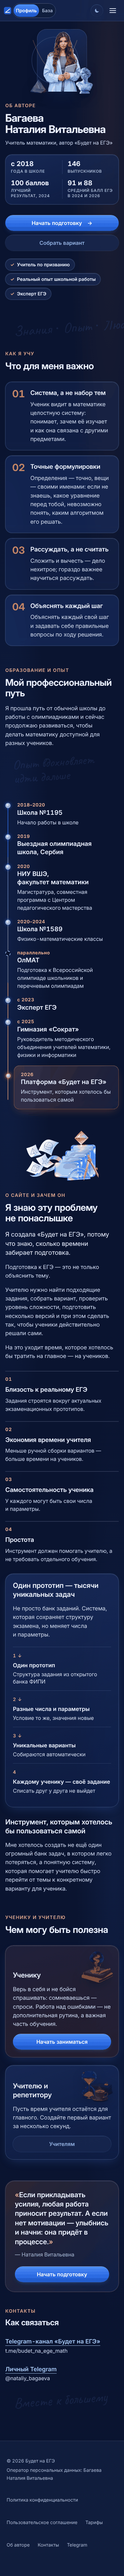 Профиль База
ОБ АВТОРЕ
Багаева
Наталия Витальевна
Учитель математики, автор «Будет на ЕГЭ»
с 2018
ГОДА В ШКОЛЕ
146
ВЫПУСКНИКОВ
100 баллов
ЛУЧШИЙ
РЕЗУЛЬТАТ, 2024
91 и 88
СРЕДНИЙ БАЛЛ ЕГЭ
В 2024 И 2026
Начать подготовку →
Собрать вариант
✓ Учитель по призванию
✓ Реальный опыт школьной работы
✓ Эксперт ЕГЭ
КАК Я УЧУ
Что для меня важно
01 Система, а не набор тем
Ученик видит в математике
целостную систему:
понимает, зачем его изучает
и как она связана с другими
предметами.
02 Точные формулировки
Определения — точно, вещи
— своими именами: если не
знаешь, какое уравнение
перед тобой, невозможно
понять, каким алгоритмом
его решать.
03 Рассуждать, а не считать
Сложить и вычесть — дело
нехитрое; гораздо важнее
научиться рассуждать.
04 Объяснять каждый шаг
Объяснять каждый свой шаг
и задавать себе правильные
вопросы по ходу решения.
ОБРАЗОВАНИЕ И ОПЫТ
Мой профессиональный
путь
Я прошла путь от обычной школы до
работы с олимпиадниками и сейчас
продолжаю развиваться, чтобы
делать математику доступной для
разных учеников.
2018–2020
Школа №1195
Начало работы в школе
2019
Выездная олимпиадная
школа, Сербия
2020
НИУ ВШЭ,
факультет математики
Магистратура, совместная
программа с Центром
педагогического мастерства
2020–2024
Школа №1589
Физико-математические классы
параллельно
ОлМАТ
Подготовка к Всероссийской
олимпиаде школьников и
перечневым олимпиадам
с 2023
Эксперт ЕГЭ
с 2025
Гимназия «Сократ»
Руководитель методического
объединения учителей математики,
физики и информатики
2026
Платформа «Будет на ЕГЭ»
Инструмент, которым хотелось бы
пользоваться самой
О САЙТЕ И ЗАЧЕМ ОН
Я знаю эту проблему
не понаслышке
Я создала «Будет на ЕГЭ», потому
что знаю, сколько времени
забирает подготовка.
Подготовка к ЕГЭ — это не только
объяснить тему.
Учителю нужно найти подходящие
задания, собрать вариант, проверить
уровень сложности, подготовить
несколько версий и при этом сделать
так, чтобы ученики действительно
решали сами.
На это уходит время, которое хотелось
бы тратить на главное — на учеников.
01
Близость к реальному ЕГЭ
Задания строятся вокруг актуальных
экзаменационных прототипов.
02
Экономия времени учителя
Меньше ручной сборки вариантов —
больше времени на учеников.
03
Самостоятельность ученика
У каждого могут быть свои числа
и параметры.
04
Простота
Инструмент должен помогать учителю, а
не требовать отдельного обучения.
Один прототип — тысячи
уникальных задач
Не просто банк заданий. Система,
которая сохраняет структуру
экзамена, но меняет числа
и параметры.
1 ↓
Один прототип
Структура задания из открытого
банка ФИПИ
2 ↓
Разные числа и параметры
Условие то же, значения новые
3 ↓
Уникальные варианты
Собираются автоматически
4
Каждому ученику — своё задание
Списать друг у друга не выйдет
Инструмент, которым хотелось
бы пользоваться самой
Мне хотелось создать не ещё один
огромный банк задач, в котором легко
потеряться, а понятную систему,
которая помогает учителю быстро
перейти от темы к конкретному
варианту для ученика.
УЧЕНИКУ И УЧИТЕЛЮ
Чем могу быть полезна
Ученику
Верь в себя и не бойся
спрашивать: сомневаешься —
спроси. Работа над ошибками — не
дополнительная рутина, а важная
часть обучения.
Начать заниматься
Учителю и
репетитору
Пусть время учителя остаётся для
главного. Создайте первый вариант
за несколько секунд.
Учителям
«Если прикладывать
усилия, любая работа
приносит результат. А если
нет мотивации — улыбнись
и начни: она придёт в
процессе.»
— Наталия Витальевна
Начать подготовку
КОНТАКТЫ
Как связаться
Telegram-канал «Будет на ЕГЭ»
t.me/budet_na_ege_math
Личный Telegram
@nataliy_bagaeva
© 2026 Будет на ЕГЭ
Оператор персональных данных: Багаева
Наталия Витальевна
Политика конфиденциальности
Пользовательское соглашение Тарифы
Об авторе Контакты Telegram